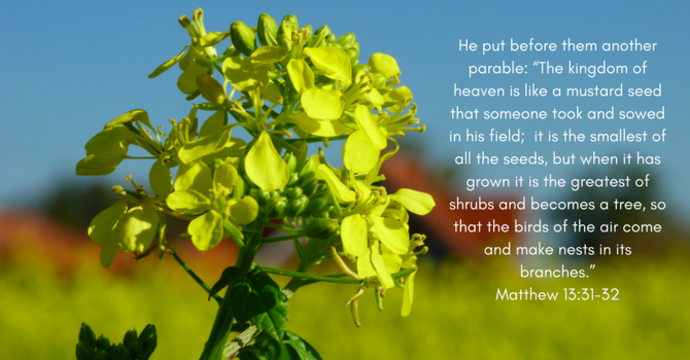 He put before them another
parable: “The kingdom of
heaven is like a mustard seed
that someone took and sowed
in his field;  it is the smallest of
all the seeds, but when it has
grown it is the greatest of
shrubs and becomes a tree, so
that the birds of the air come
and make nests in its
branches.”
Matthew 13:31-32